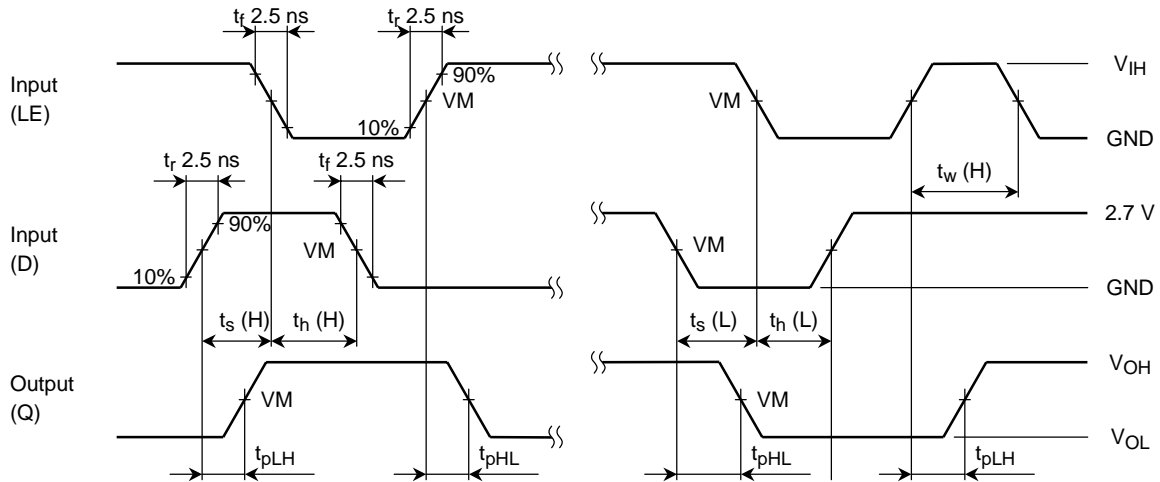 tf 2.5 ns
tr 2.5 ns
Input
(LE)
90%
VM
10%
VM
VIH
GND
tw (H)
tr 2.5 ns
tf 2.5 ns
Input
(D)
90%
VM
10%
VM
2.7 V
GND
ts (H)
th (H)
ts (L)
th (L)
Output
(Q)
VM
VM
VOH
VOL
tpLH
tpHL
tpHL
tpLH